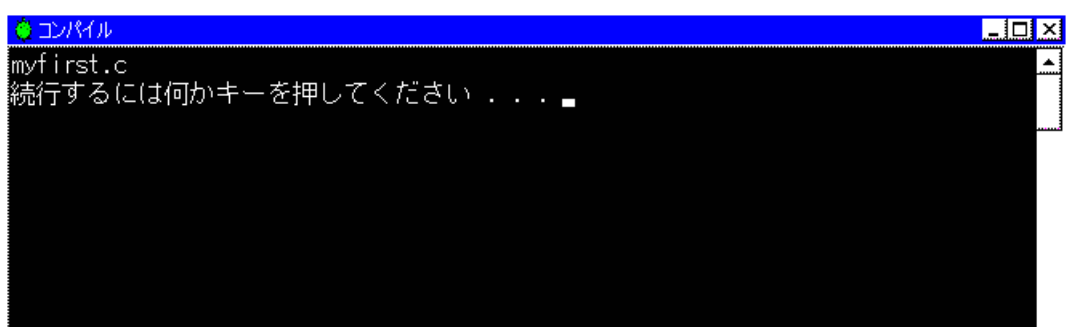 コンパイル
myfirst.c
続行するには何かキーを押してください . . .